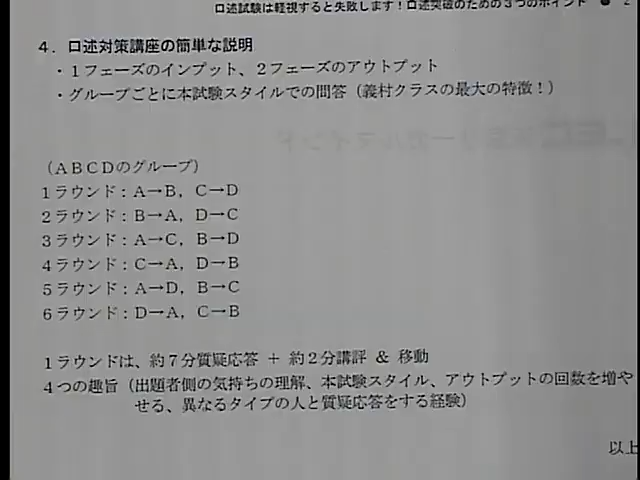 口述試験は軽視すると失敗します！口述突破のための３つのポイント ● 2
４．口述対策講座の簡単な説明
・１フェーズのインプット、２フェーズのアウトプット
・グループごとに本試験スタイルでの問答（義村クラスの最大の特徴！）
（ＡＢＣＤのグループ）
１ラウンド：Ａ→Ｂ，Ｃ→Ｄ
２ラウンド：Ｂ→Ａ，Ｄ→Ｃ
３ラウンド：Ａ→Ｃ，Ｂ→Ｄ
４ラウンド：Ｃ→Ａ，Ｄ→Ｂ
５ラウンド：Ａ→Ｄ，Ｂ→Ｃ
６ラウンド：Ｄ→Ａ，Ｃ→Ｂ
１ラウンドは、約７分質疑応答 ＋ 約２分講評 ＆ 移動
４つの趣旨（出題者側の気持ちの理解、本試験スタイル、アウトプットの回数を増や
せる、異なるタイプの人と質疑応答をする経験）
以上